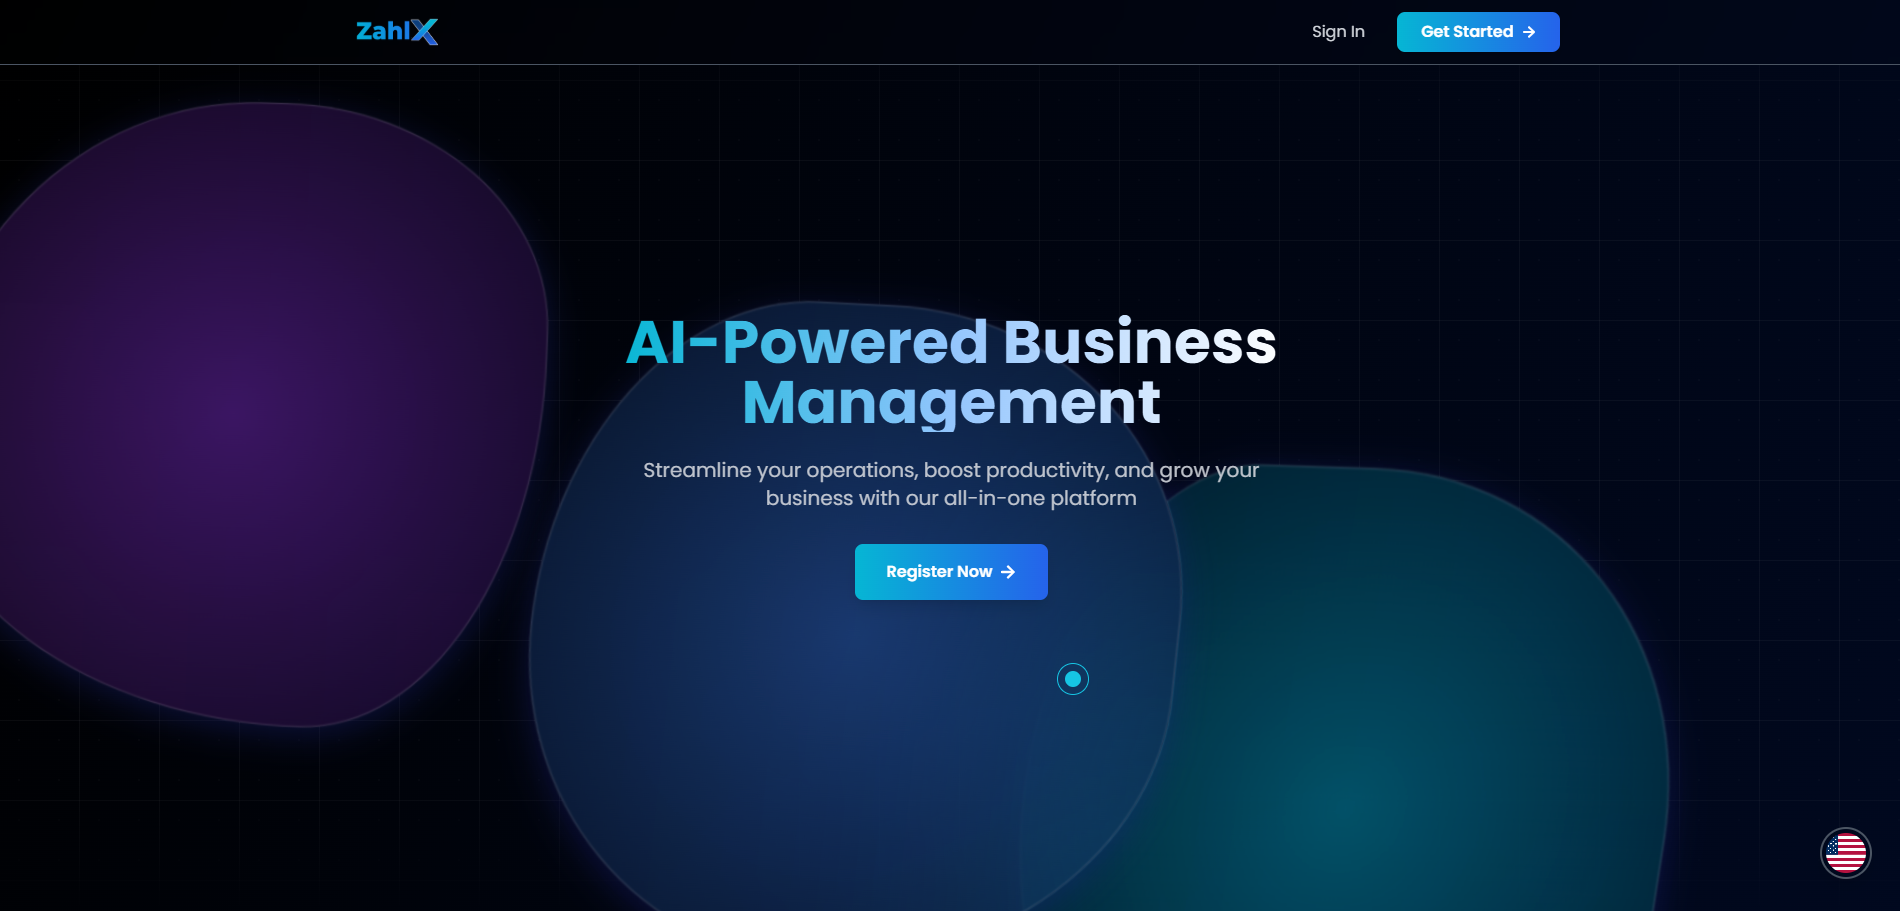 ZahlX
Sign In
Get Started
AI-Powered Business
Management
Streamline your operations, boost productivity, and grow your
business with our all-in-one platform
Register Now